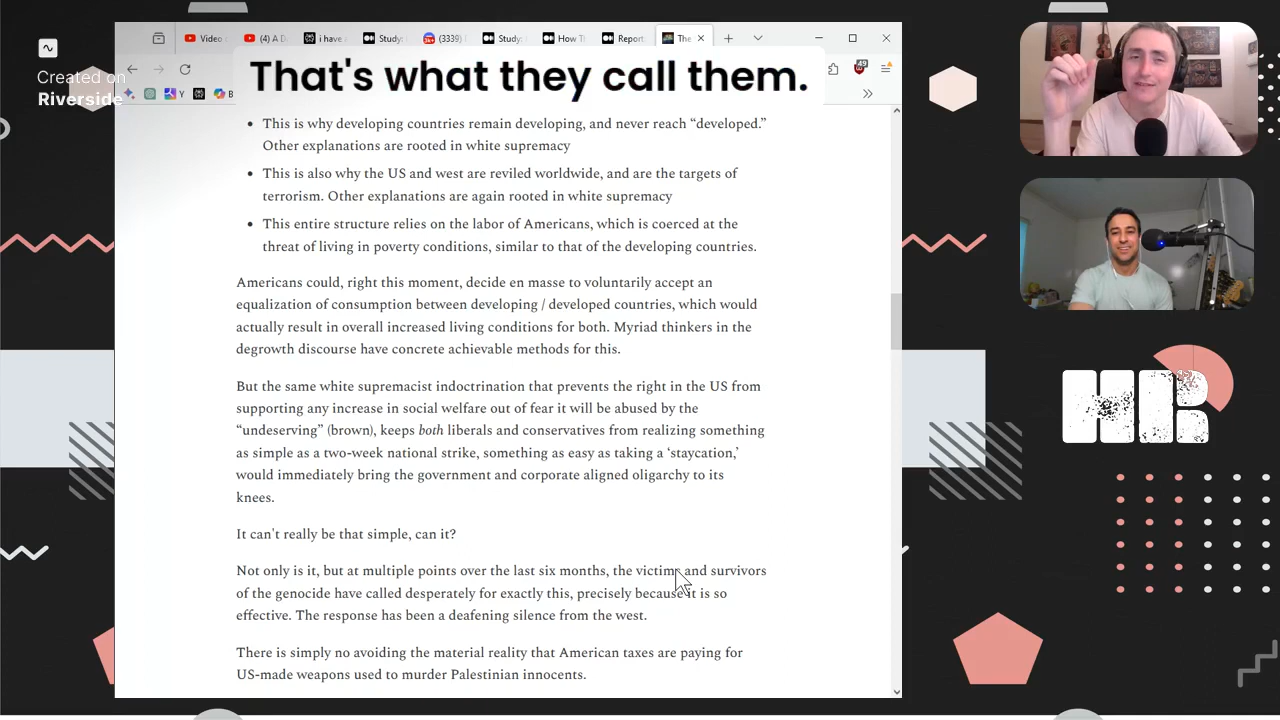 Created on
Riverside
Video
(4) A D
i have
Study:
(3339)
Study:
How T
Report
The
49
Y
B
That's what they call them.
• This is why developing countries remain developing, and never reach “developed.”
Other explanations are rooted in white supremacy
• This is also why the US and west are reviled worldwide, and are the targets of
terrorism. Other explanations are again rooted in white supremacy
• This entire structure relies on the labor of Americans, which is coerced at the
threat of living in poverty conditions, similar to that of the developing countries.
Americans could, right this moment, decide en masse to voluntarily accept an
equalization of consumption between developing / developed countries, which would
actually result in overall increased living conditions for both. Myriad thinkers in the
degrowth discourse have concrete achievable methods for this.
But the same white supremacist indoctrination that prevents the right in the US from
supporting any increase in social welfare out of fear it will be abused by the
“undeserving” (brown), keeps both liberals and conservatives from realizing something
as simple as a two-week national strike, something as easy as taking a ‘staycation,’
would immediately bring the government and corporate aligned oligarchy to its
knees.
It can't really be that simple, can it?
Not only is it, but at multiple points over the last six months, the victims and survivors
of the genocide have called desperately for exactly this, precisely because it is so
effective. The response has been a deafening silence from the west.
There is simply no avoiding the material reality that American taxes are paying for
US-made weapons used to murder Palestinian innocents.
HR